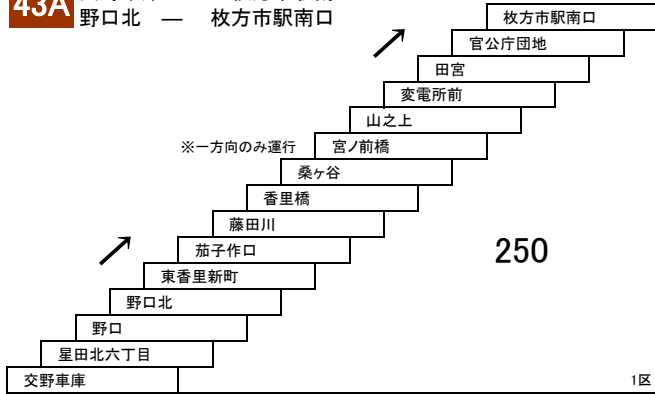 43A
野口北 ― 枚方市駅南口
枚方市駅南口
官公庁団地
田宮
変電所前
山之上
※一方向のみ運行
宮ノ前橋
桑ヶ谷
香里橋
藤田川
茄子作口
250
東香里新町
野口北
野口
星田北六丁目
交野車庫
1区